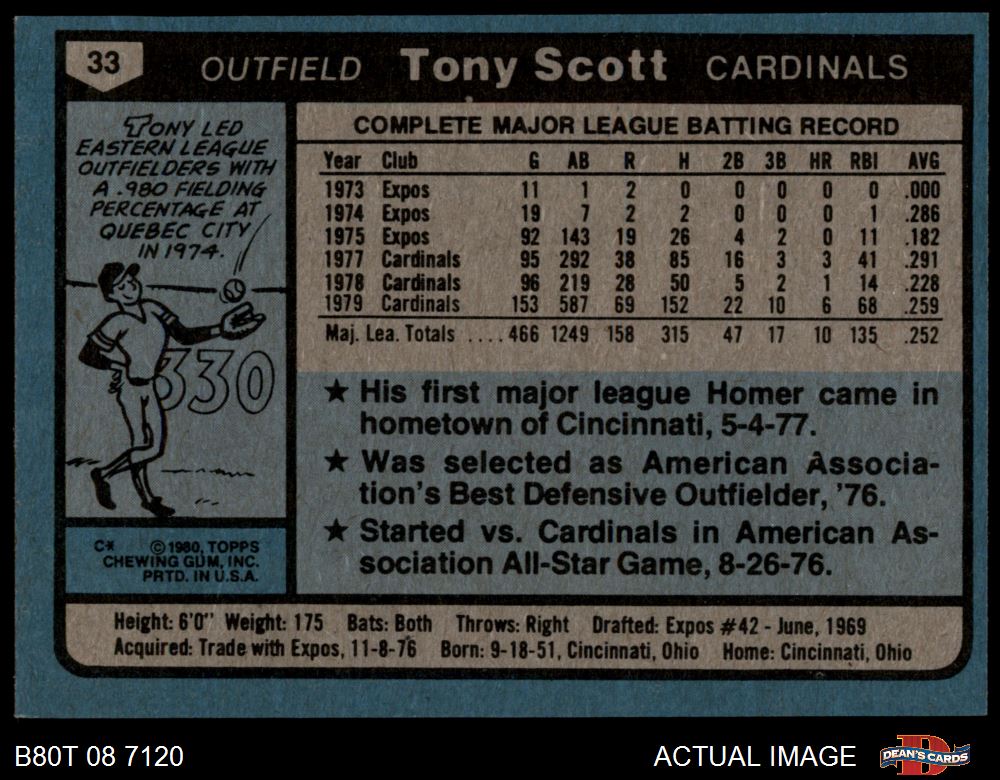 33 OUTFIELD Tony Scott CARDINALS
TONY LED
EASTERN LEAGUE
OUTFIELDERS WITH
A .980 FIELDING
PERCENTAGE AT
QUEBEC CITY
IN 1974.
330
C* ©1980, TOPPS
CHEWING GUM, INC.
PRTD. IN U.S.A.
COMPLETE MAJOR LEAGUE BATTING RECORD
Year Club G AB R H 2B 3B HR RBI AVG
1973 Expos 11 1 2 0 0 0 0 0 .000
1974 Expos 19 7 2 2 0 0 0 1 .286
1975 Expos 92 143 19 26 4 2 0 11 .182
1977 Cardinals 95 292 38 85 16 3 3 41 .291
1978 Cardinals 96 219 28 50 5 2 1 14 .228
1979 Cardinals 153 587 69 152 22 10 6 68 .259
Maj. Lea. Totals .... 466 1249 158 315 47 17 10 135 .252
★ His first major league Homer came in
hometown of Cincinnati, 5-4-77.
★ Was selected as American Associa-
tion's Best Defensive Outfielder, '76.
★ Started vs. Cardinals in American As-
sociation All-Star Game, 8-26-76.
Height: 6'0" Weight: 175 Bats: Both Throws: Right Drafted: Expos #42 - June, 1969
Acquired: Trade with Expos, 11-8-76 Born: 9-18-51, Cincinnati, Ohio Home: Cincinnati, Ohio
B80T 08 7120 ACTUAL IMAGE DEAN'S CARDS